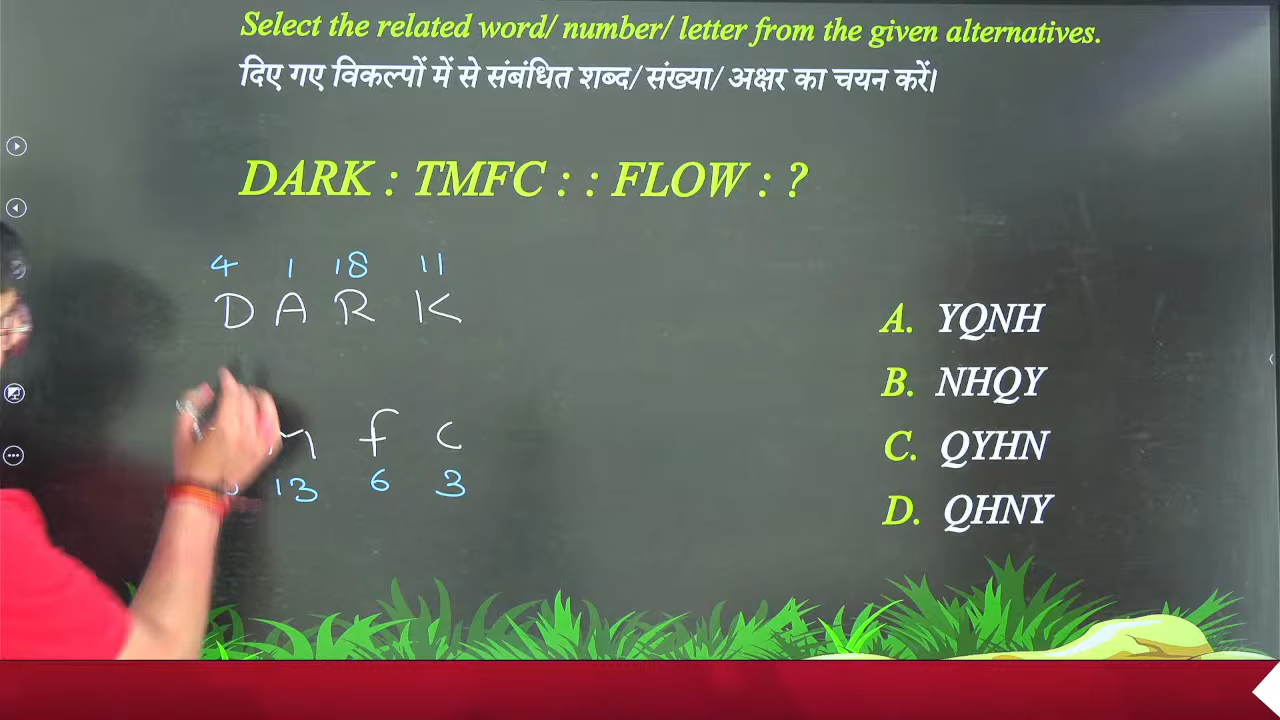 Select the related word/ number/ letter from the given alternatives.
दिए गए विकल्पों में से संबंधित शब्द/ संख्या/ अक्षर का चयन करें।
DARK : TMFC : : FLOW : ?
4 1 18 11
D A R K
M F C
13 6 3
A. YQNH
B. NHQY
C. QYHN
D. QHNY